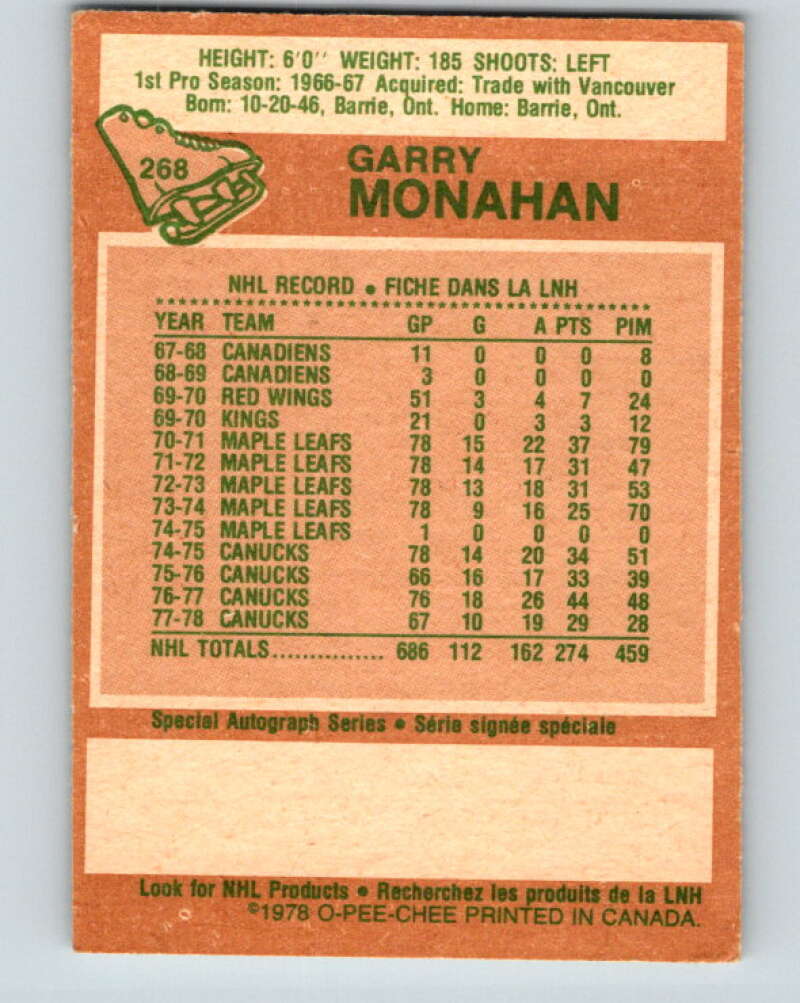 HEIGHT: 6'0'' WEIGHT: 185 SHOOTS: LEFT
1st Pro Season: 1966-67 Acquired: Trade with Vancouver
Born: 10-20-46, Barrie, Ont. Home: Barrie, Ont.
268
GARRY
MONAHAN
NHL RECORD • FICHE DANS LA LNH
YEAR TEAM GP G A PTS PIM
67-68 CANADIENS 11 0 0 0 8
68-69 CANADIENS 3 0 0 0 0
69-70 RED WINGS 51 3 4 7 24
69-70 KINGS 21 0 3 3 12
70-71 MAPLE LEAFS 78 15 22 37 79
71-72 MAPLE LEAFS 78 14 17 31 47
72-73 MAPLE LEAFS 78 13 18 31 53
73-74 MAPLE LEAFS 78 9 16 25 70
74-75 MAPLE LEAFS 1 0 0 0 0
74-75 CANUCKS 78 14 20 34 51
75-76 CANUCKS 66 16 17 33 39
76-77 CANUCKS 76 18 26 44 48
77-78 CANUCKS 67 10 19 29 28
NHL TOTALS............... 686 112 162 274 459
Special Autograph Series • Série signée spéciale
Look for NHL Products • Recherchez les produits de la LNH
©1978 O-PEE-CHEE PRINTED IN CANADA.